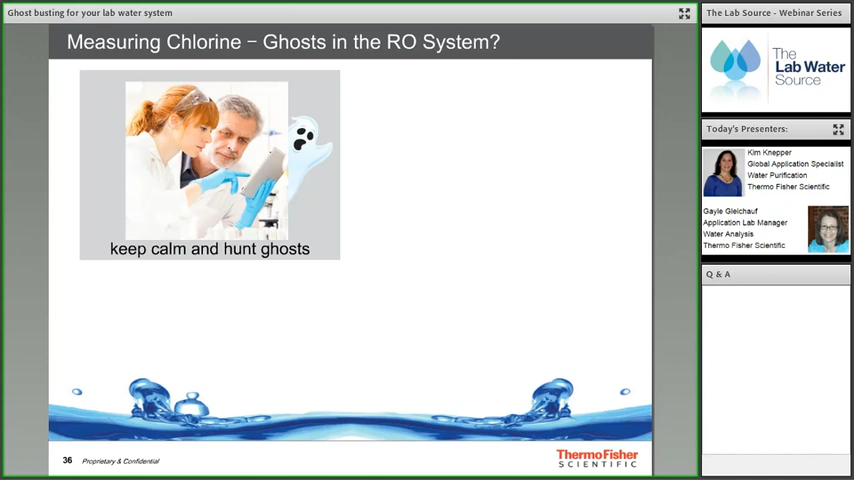 Ghost busting for your lab water system
Measuring Chlorine – Ghosts in the RO System?
keep calm and hunt ghosts
36 Proprietary & Confidential
ThermoFisher
SCIENTIFIC
The Lab Source - Webinar Series
The
Lab Water
Source
Today's Presenters:
Kim Knepper
Global Application Specialist
Water Purification
Thermo Fisher Scientific
Gayle Gleichauf
Application Lab Manager
Water Analysis
Thermo Fisher Scientific
Q & A